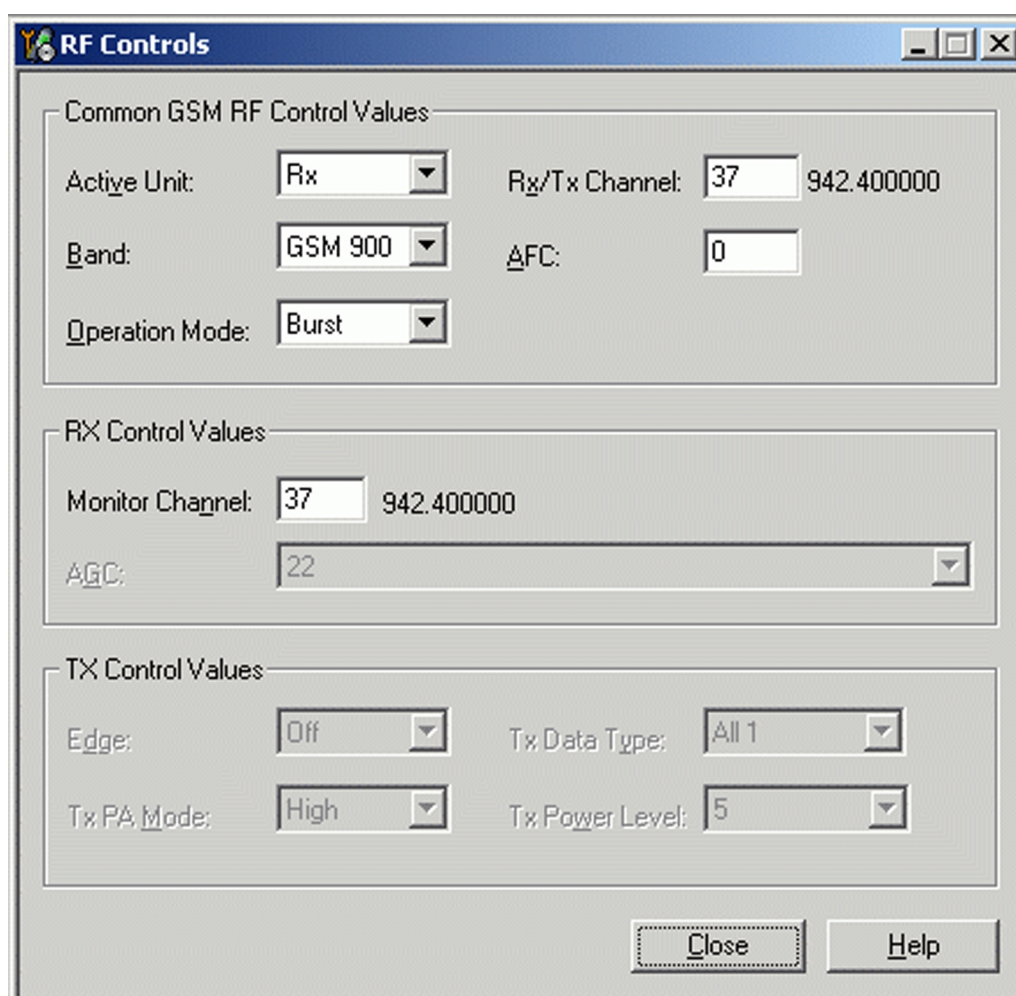 RF Controls
Common GSM RF Control Values
Active Unit: Rx Rx/Tx Channel: 37 942.400000
Band: GSM 900 AFC: 0
Operation Mode: Burst
RX Control Values
Monitor Channel: 37 942.400000
AGC: 22
TX Control Values
Edge: Off Tx Data Type: All 1
Tx PA Mode: High Tx Power Level: 5
Close Help